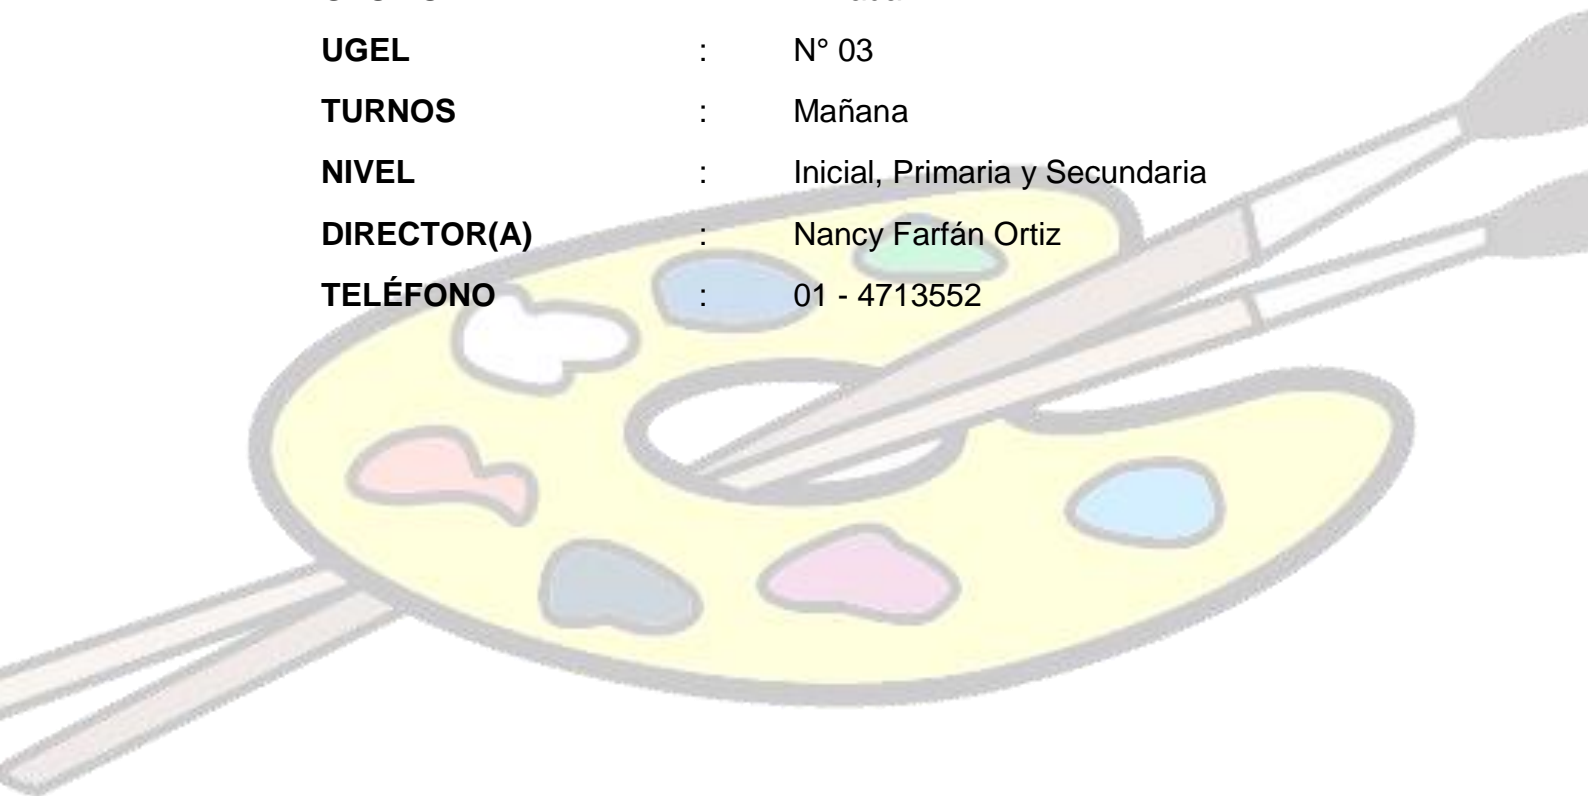 UGEL : N° 03
TURNOS : Mañana
NIVEL : Inicial, Primaria y Secundaria
DIRECTOR(A) : Nancy Farfán Ortiz
TELÉFONO : 01 - 4713552